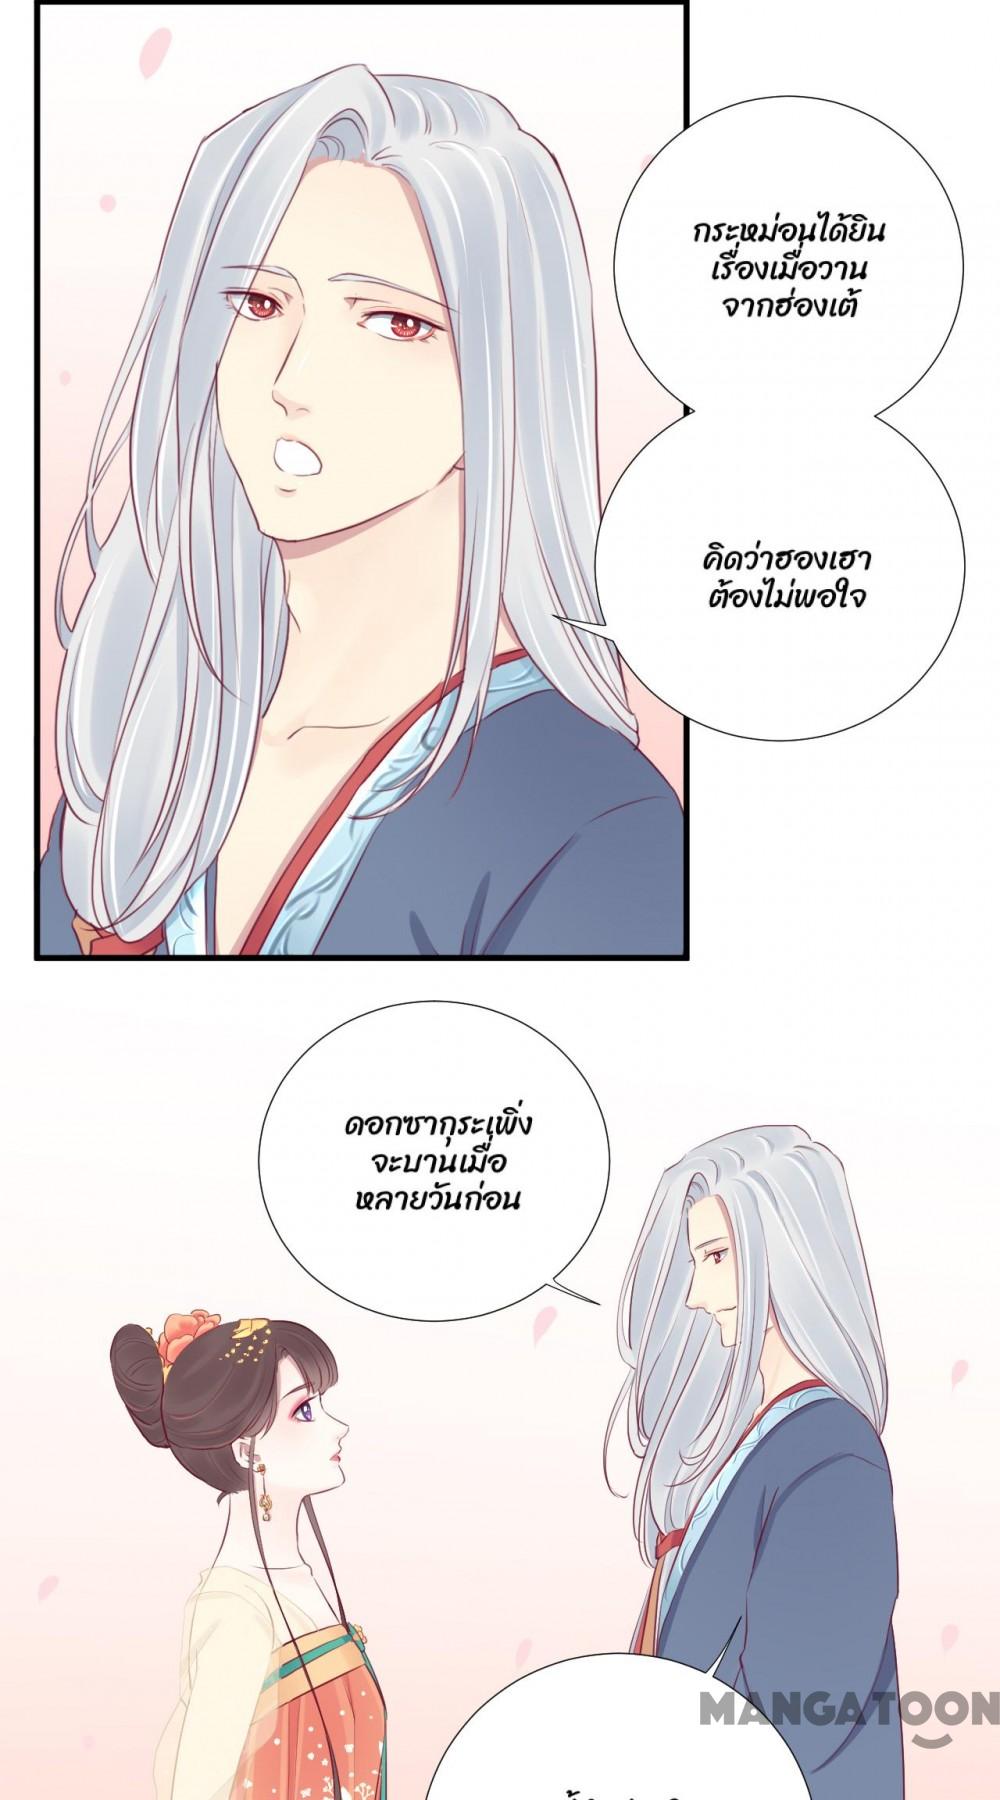 กระหม่อนได้ยิน
เรื่องเมื่อวาน
จากฮ่องเต้
คิดว่าฮองเฮา
ต้องไม่พอใจ
ดอกซากุระเพิ่ง
จะบานเมื่อ
หลายวันก่อน
MANGATOON